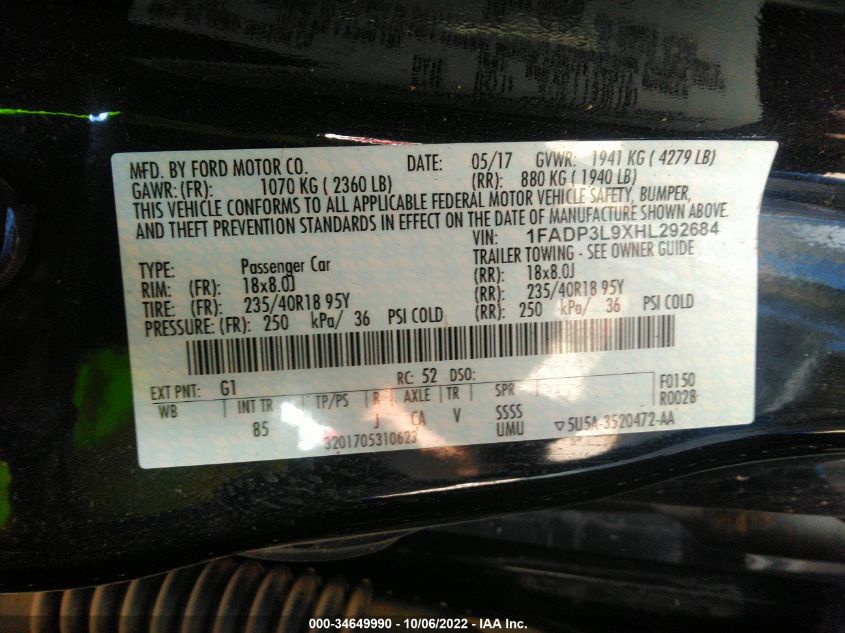 MFD. BY FORD MOTOR CO. DATE: 05/17 GVWR: 1941 KG ( 4279 LB)
GAWR: (FR): 1070 KG ( 2360 LB) (RR): 880 KG ( 1940 LB)
THIS VEHICLE CONFORMS TO ALL APPLICABLE FEDERAL MOTOR VEHICLE SAFETY, BUMPER,
AND THEFT PREVENTION STANDARDS IN EFFECT ON THE DATE OF MANUFACTURE SHOWN ABOVE.
VIN: 1FADP3L9XHL292684
TRAILER TOWING - SEE OWNER GUIDE
TYPE: Passenger Car
RIM: (FR): 18x8.0J (RR): 18x8.0J
TIRE: (FR): 235/40R18 95Y (RR): 235/40R18 95Y
PRESSURE: (FR): 250 kPa/ 36 PSI COLD (RR): 250 kPa/ 36 PSI COLD
EXT PNT: G1 RC: 52 DSO: F0150
WB INT TR TP/PS R AXLE TR SPR R0028
85 J CA V SSSS
3201705310623 UMU ▽5U5A-3520472-AA
000-34649990 - 10/06/2022 - IAA Inc.